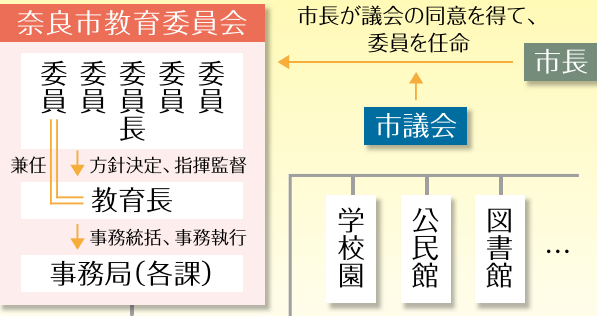 奈良市教育委員会
市長が議会の同意を得て、
委員を任命
市長
市議会
委員
委員
委員長
委員
委員
兼任
方針決定、指揮監督
教育長
事務統括、事務執行
事務局(各課)
学校園
公民館
図書館
…